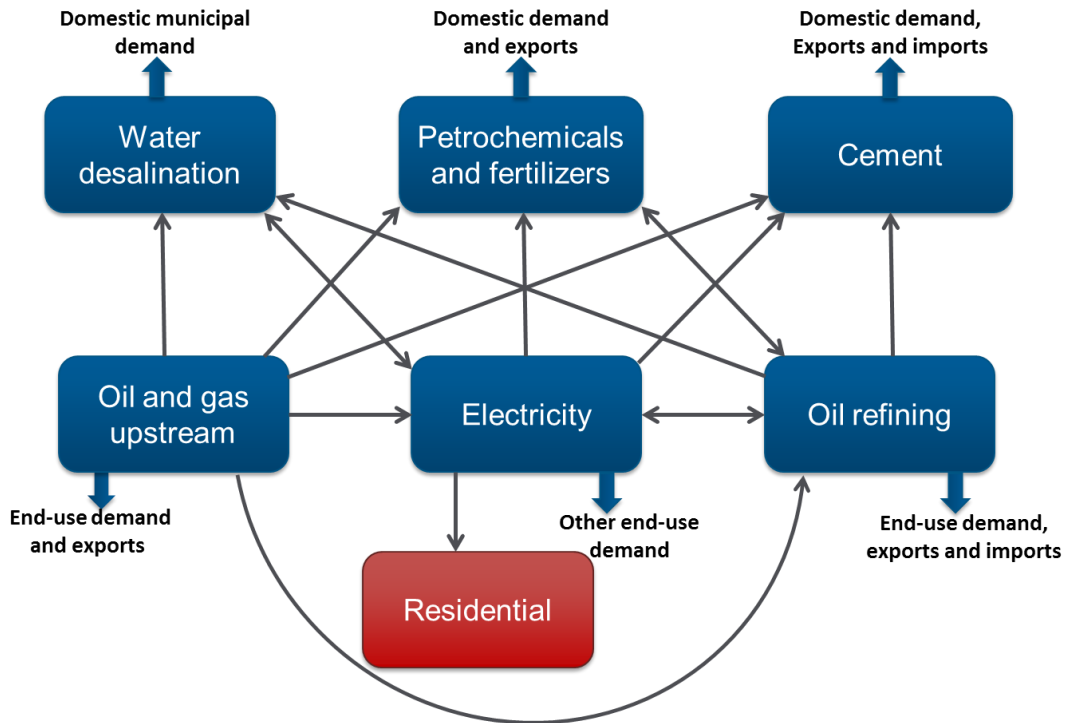 Domestic municipal
demand
Domestic demand
and exports
Domestic demand,
Exports and imports
Water
desalination
Petrochemicals
and fertilizers
Cement
Oil and gas
upstream
Electricity
Oil refining
End-use demand
and exports
Other end-use
demand
End-use demand,
exports and imports
Residential